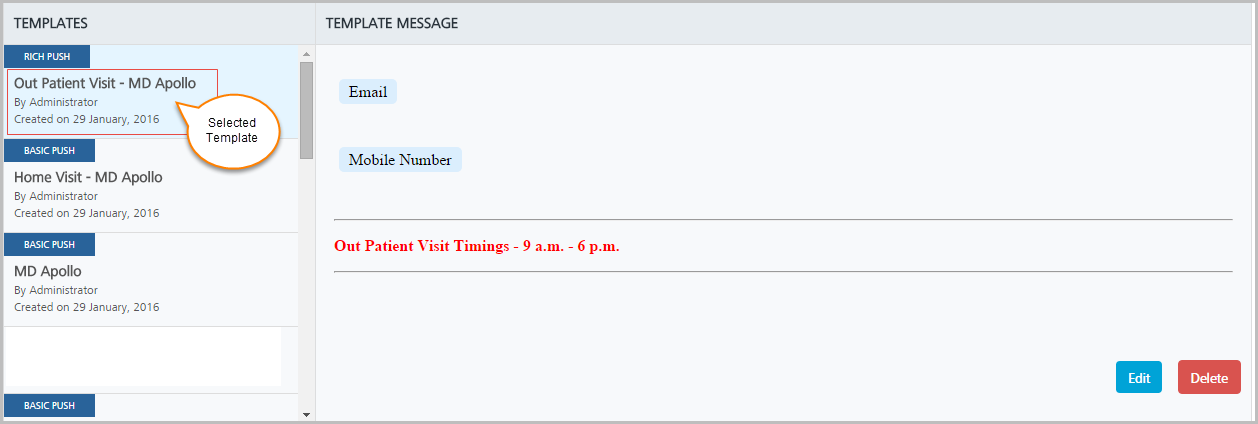 TEMPLATES
RICH PUSH
Out Patient Visit - MD Apollo
By Administrator
Created on 29 January, 2016
Selected
Template
BASIC PUSH
Home Visit - MD Apollo
By Administrator
Created on 29 January, 2016
BASIC PUSH
MD Apollo
By Administrator
Created on 29 January, 2016
BASIC PUSH
TEMPLATE MESSAGE
Email
Mobile Number
Out Patient Visit Timings - 9 a.m. - 6 p.m.
Edit
Delete